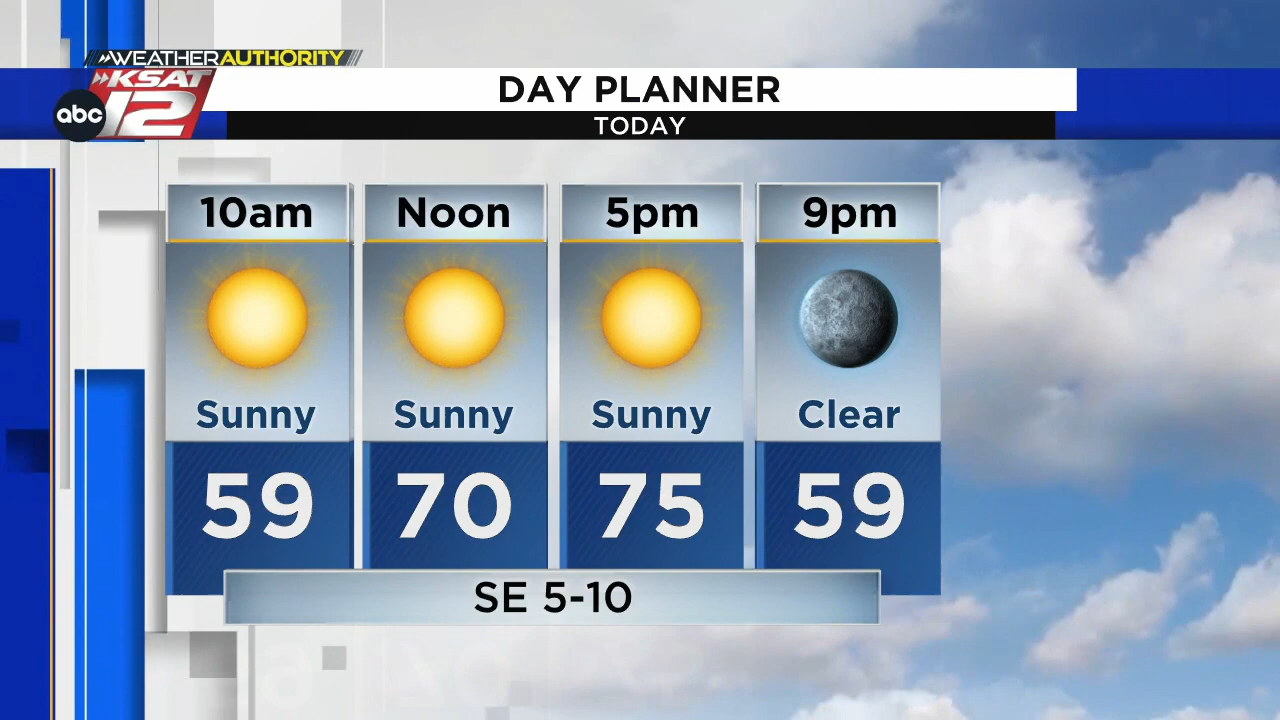 WEATHERAUTHORITY
KSAT
abc 12
DAY PLANNER
TODAY
10am Noon 5pm 9pm
Sunny Sunny Sunny Clear
59 70 75 59
SE 5-10